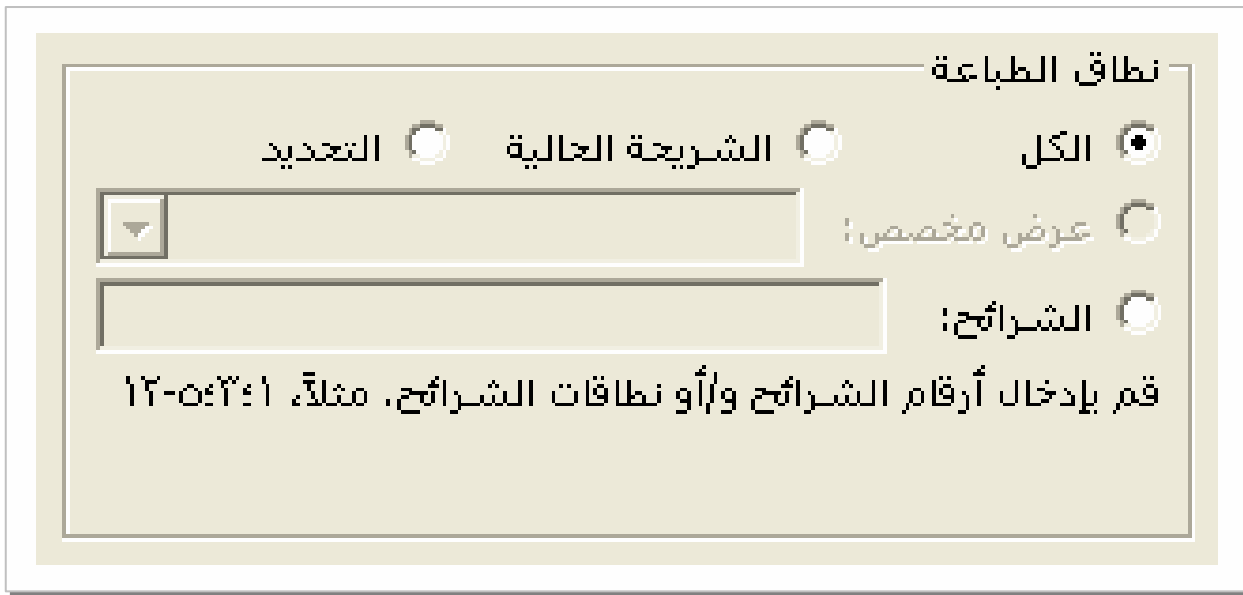 نطاق الطباعة
الكل الشريحة الحالية التحديد
عرض مخصص:
الشرائح:
قم بإدخال أرقام الشرائح و/أو نطاقات الشرائح. مثلاً، ١؛٣؛٥-١٢